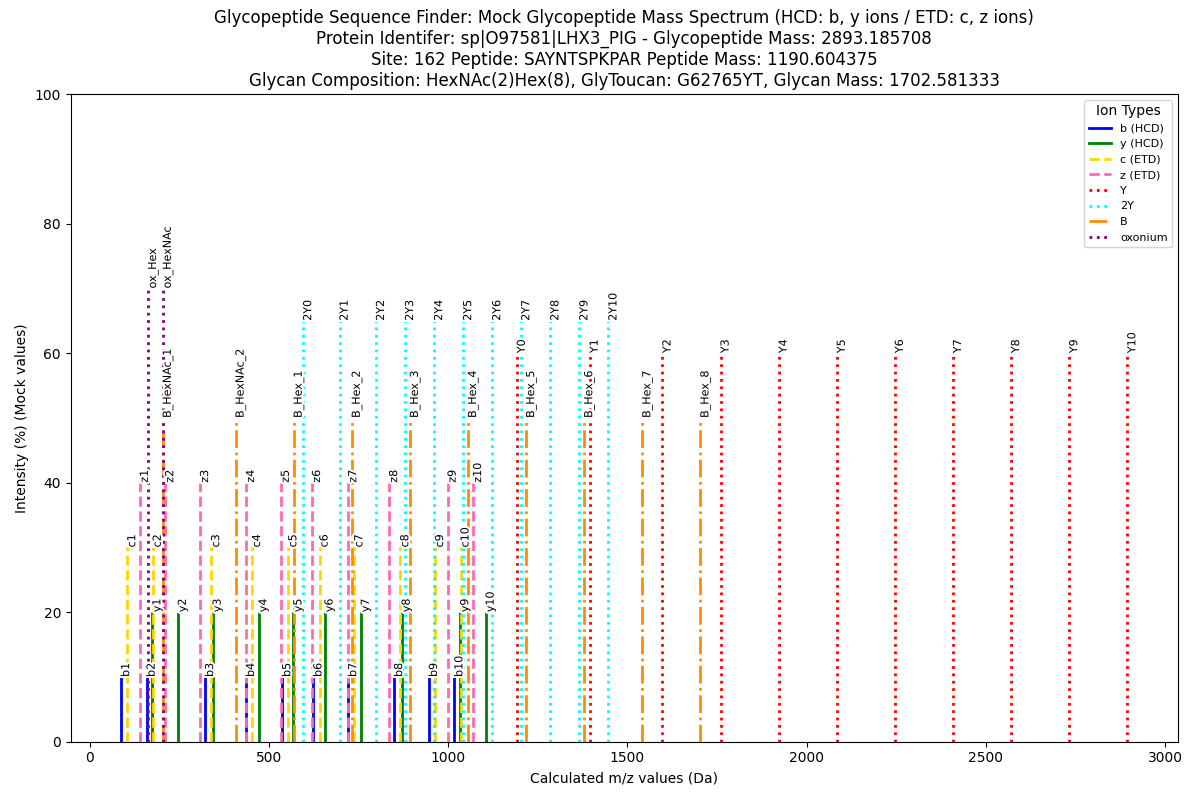 Glycopeptide Sequence Finder: Mock Glycopeptide Mass Spectrum (HCD: b, y ions / ETD: c, z ions)
Protein Identifer: sp|O97581|LHX3_PIG - Glycopeptide Mass: 2893.185708
Site: 162 Peptide: SAYNTSPKPAR Peptide Mass: 1190.604375
Glycan Composition: HexNAc(2)Hex(8), GlyToucan: G62765YT, Glycan Mass: 1702.581333
Intensity (%) (Mock values)
100
80
60
40
20
0
Ion Types
b (HCD)
y (HCD)
c (ETD)
z (ETD)
Y
2Y
B
oxonium
ox_Hex
ox_HexNAc
2Y0
2Y1
2Y2
2Y3
2Y4
2Y5
2Y6
2Y7
2Y8
2Y9
2Y10
Y0
Y1
Y2
Y3
Y4
Y5
Y6
Y7
Y8
Y9
Y10
B_HexNAc_1
B_HexNAc_2
B_Hex_1
B_Hex_2
B_Hex_3
B_Hex_4
B_Hex_5
B_Hex_6
B_Hex_7
B_Hex_8
z1
z2
z3
z4
z5
z6
z7
z8
z9
z10
c1
c2
c3
c4
c5
c6
c7
c8
c9
c10
y1
y2
y3
y4
y5
y6
y7
y8
y9
y10
b1
b2
b3
b4
b5
b6
b7
b8
b9
b10
0
500
1000
1500
2000
2500
3000
Calculated m/z values (Da)